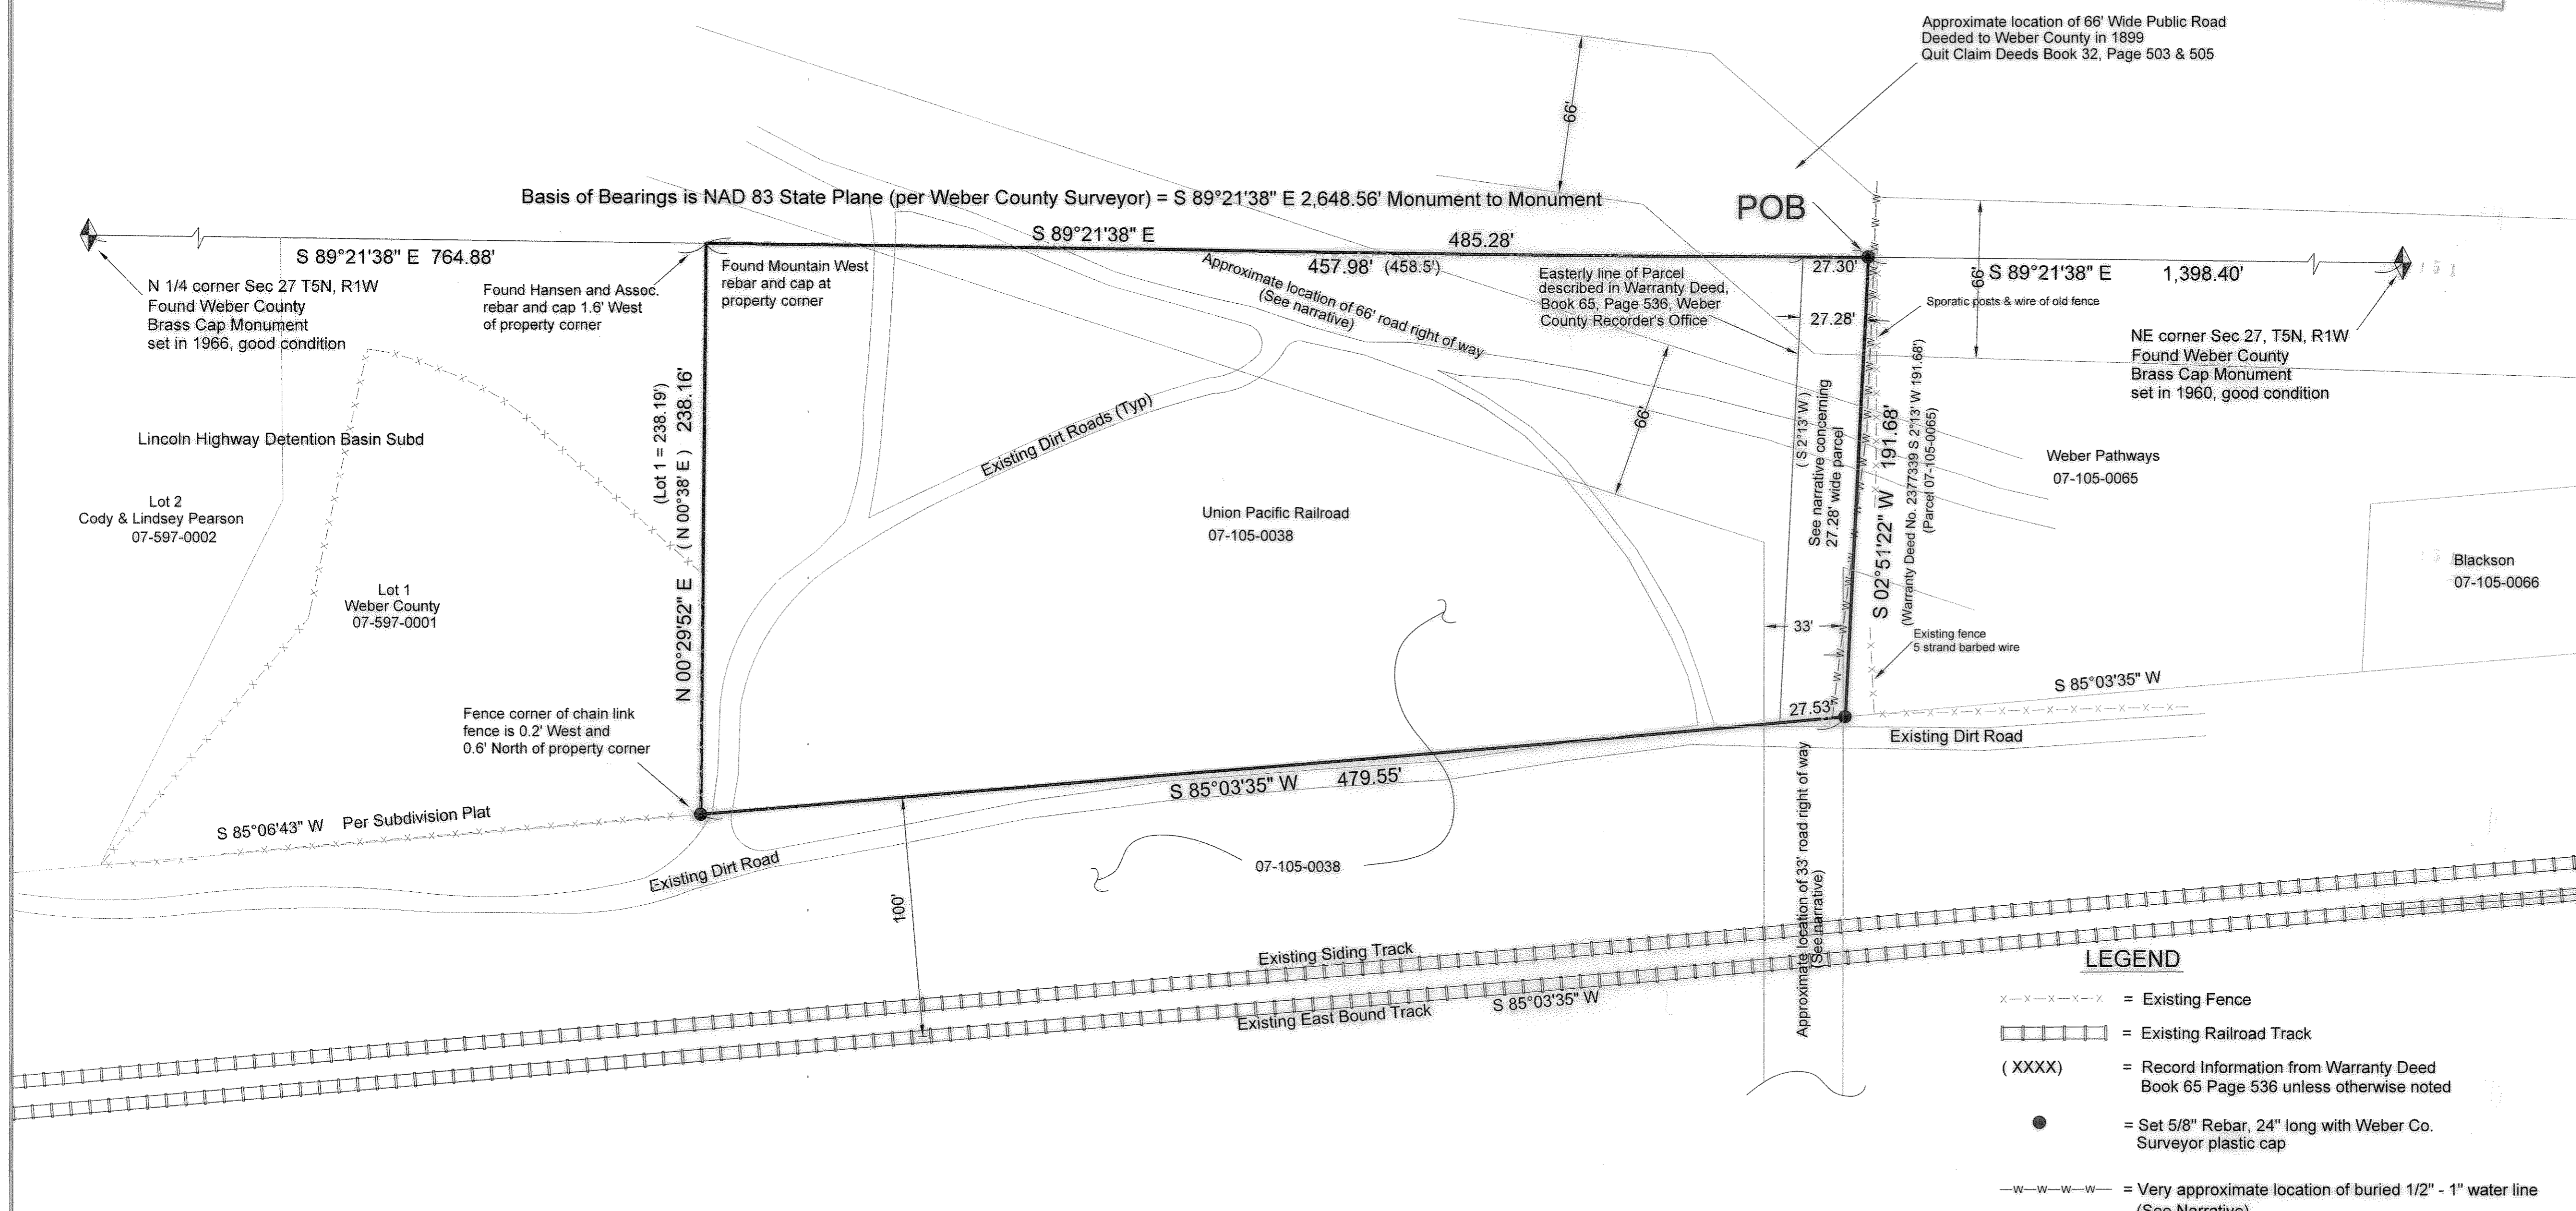 Approximate location of 66' Wide Public Road
Deeded to Weber County in 1899
Quit Claim Deeds Book 32, Page 503 & 505
66'
Basis of Bearings is NAD 83 State Plane (per Weber County Surveyor) = S 89°21'38" E 2,648.56' Monument to Monument
POB
S 89°21'38" E 764.88'
S 89°21'38" E
485.28'
457.98' (458.5')
27.30'
66'
S 89°21'38" E 1,398.40'
N 1/4 corner Sec 27 T5N, R1W
Found Weber County
Brass Cap Monument
set in 1966, good condition
Found Hansen and Assoc.
rebar and cap 1.6' West
of property corner
Found Mountain West
rebar and cap at
property corner
Approximate location of 66' road right of way
(See narrative)
Easterly line of Parcel
described in Warranty Deed,
Book 65, Page 536, Weber
County Recorder's Office
27.28'
Sporatic posts & wire of old fence
NE corner Sec 27, T5N, R1W
Found Weber County
Brass Cap Monument
set in 1960, good condition
Lincoln Highway Detention Basin Subd
Lot 2
Cody & Lindsey Pearson
07-597-0002
Lot 1
Weber County
07-597-0001
(Lot 1 = 238.19')
N 00°29'52" E ( N 00°38' E ) 238.16'
Existing Dirt Roads (Typ)
66'
Union Pacific Railroad
07-105-0038
( S 2°13' W )
See narrative concerning
27.28' wide parcel
S 02°51'22" W 191.68'
(Warranty Deed No. 2377339 S 2°13' W 191.68')
(Parcel 07-105-0065)
Weber Pathways
07-105-0065
Blackson
07-105-0066
33'
Existing fence
5 strand barbed wire
S 85°03'35" W
27.53'
Existing Dirt Road
Fence corner of chain link
fence is 0.2' West and
0.6' North of property corner
S 85°03'35" W 479.55'
S 85°06'43" W Per Subdivision Plat
Existing Dirt Road
07-105-0038
100'
Approximate location of 33' road right of way
(See narrative)
Existing Siding Track
Existing East Bound Track
S 85°03'35" W
LEGEND
x—x—x—x—x = Existing Fence
= Existing Railroad Track
( XXXX) = Record Information from Warranty Deed
Book 65 Page 536 unless otherwise noted
= Set 5/8" Rebar, 24" long with Weber Co.
Surveyor plastic cap
—w—w—w—w— = Very approximate location of buried 1/2" - 1" water line
(See Narrative)